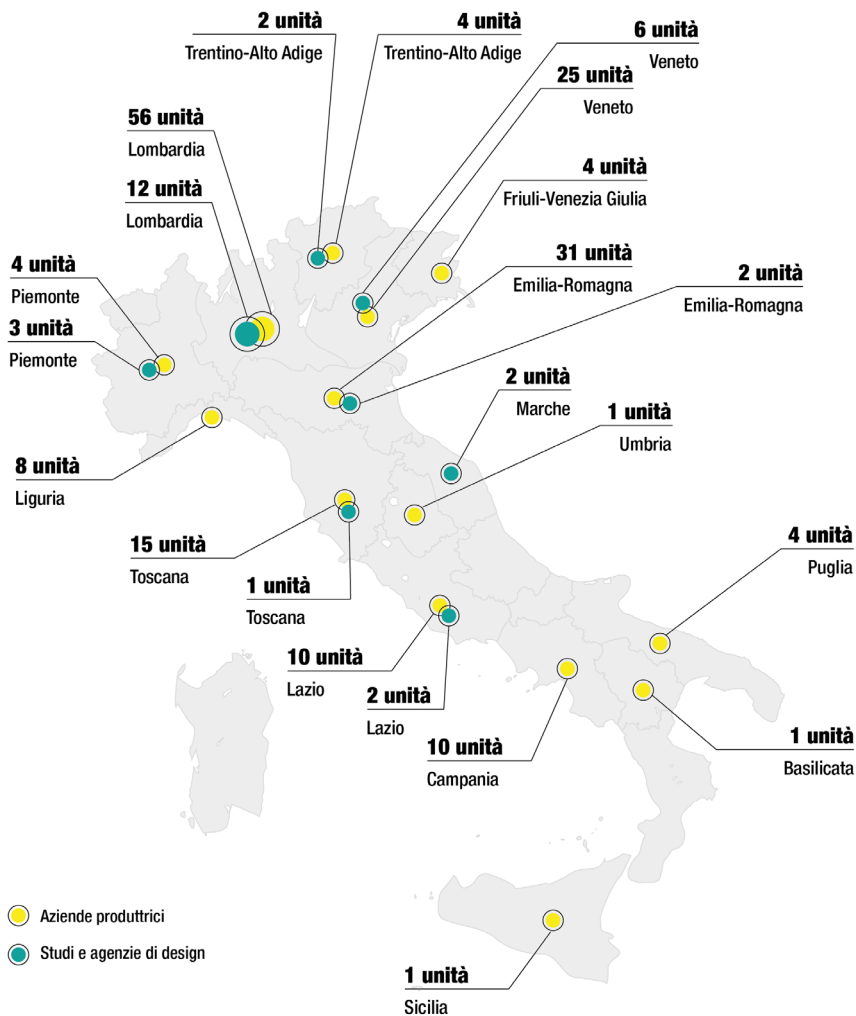 2 unità
Trentino-Alto Adige
4 unità
Trentino-Alto Adige
6 unità
Veneto
25 unità
Veneto
56 unità
Lombardia
12 unità
Lombardia
4 unità
Friuli-Venezia Giulia
31 unità
Emilia-Romagna
2 unità
Emilia-Romagna
4 unità
Piemonte
3 unità
Piemonte
2 unità
Marche
1 unità
Umbria
8 unità
Liguria
15 unità
Toscana
1 unità
Toscana
4 unità
Puglia
10 unità
Lazio
2 unità
Lazio
10 unità
Campania
1 unità
Basilicata
Aziende produttrici
Studi e agenzie di design
1 unità
Sicilia